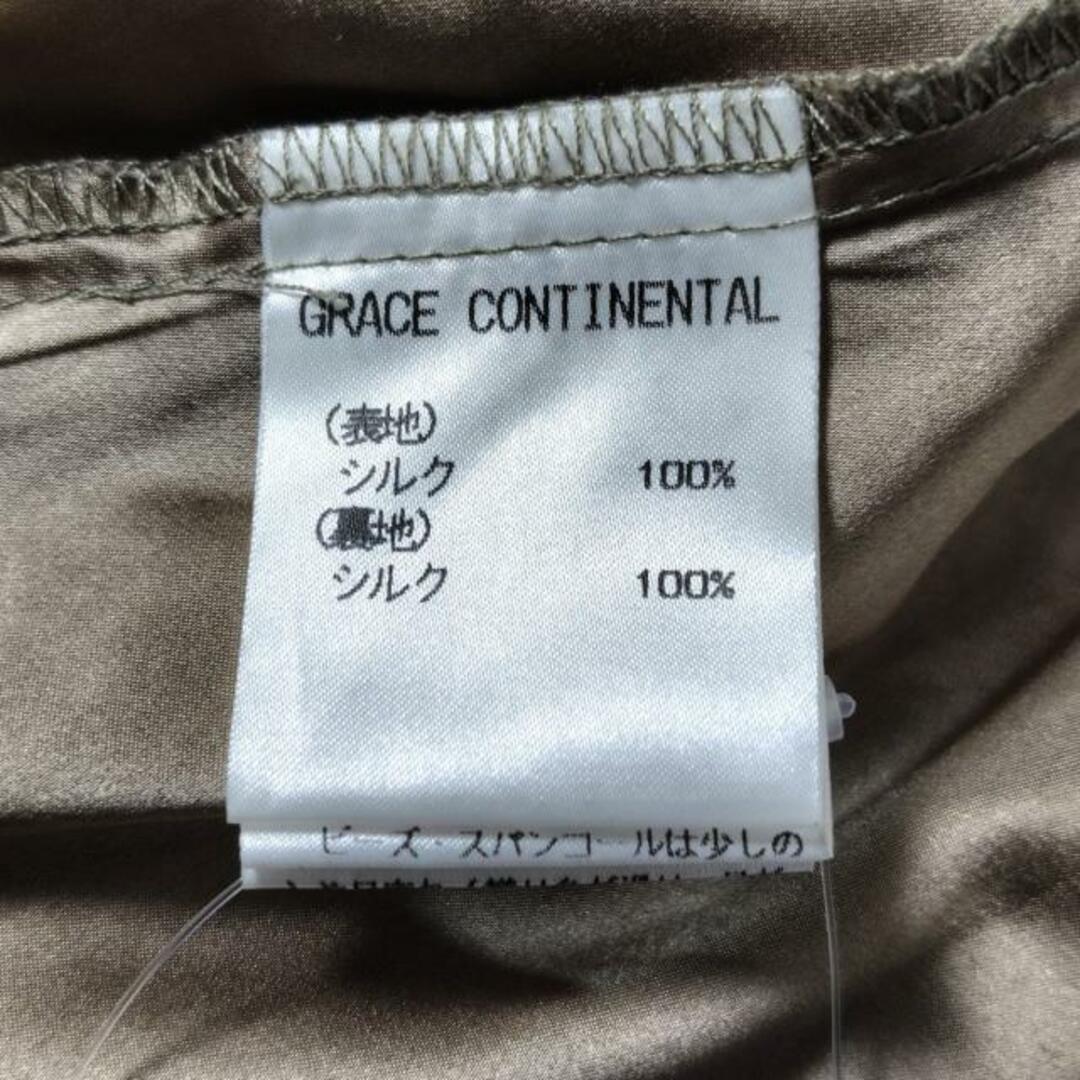 GRACE CONTINENTAL
(表地)
シルク 100%
(裏地)
シルク 100%
ビーズ・スパンコールは少しの